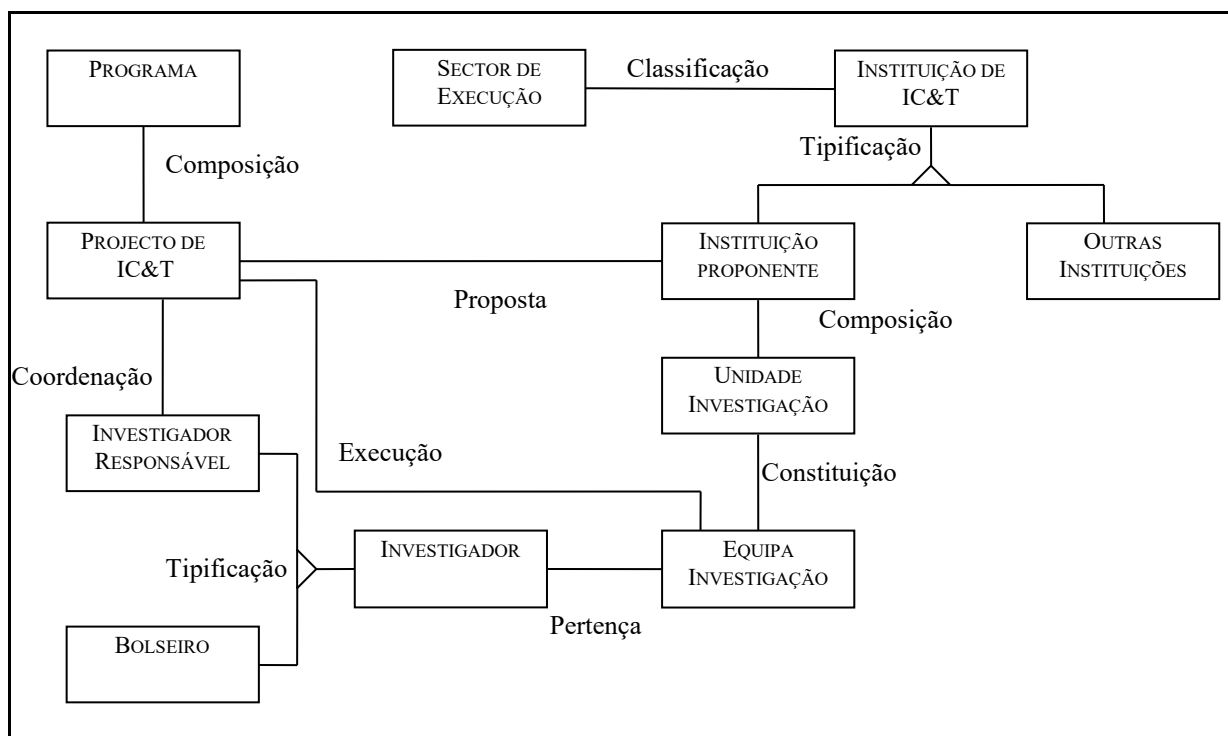 PROGRAMA
SECTOR DE
EXECUÇÃO
Classificação
INSTITUIÇÃO DE
IC&T
Composição
Tipificação
PROJECTO DE
IC&T
INSTITUIÇÃO
PROPONENTE
OUTRAS
INSTITUIÇÕES
Proposta
Composição
Coordenação
UNIDADE
INVESTIGAÇÃO
INVESTIGADOR
RESPONSÁVEL
Execução
Constituição
Tipificação
INVESTIGADOR
EQUIPA
INVESTIGAÇÃO
Pertença
BOLSEIRO